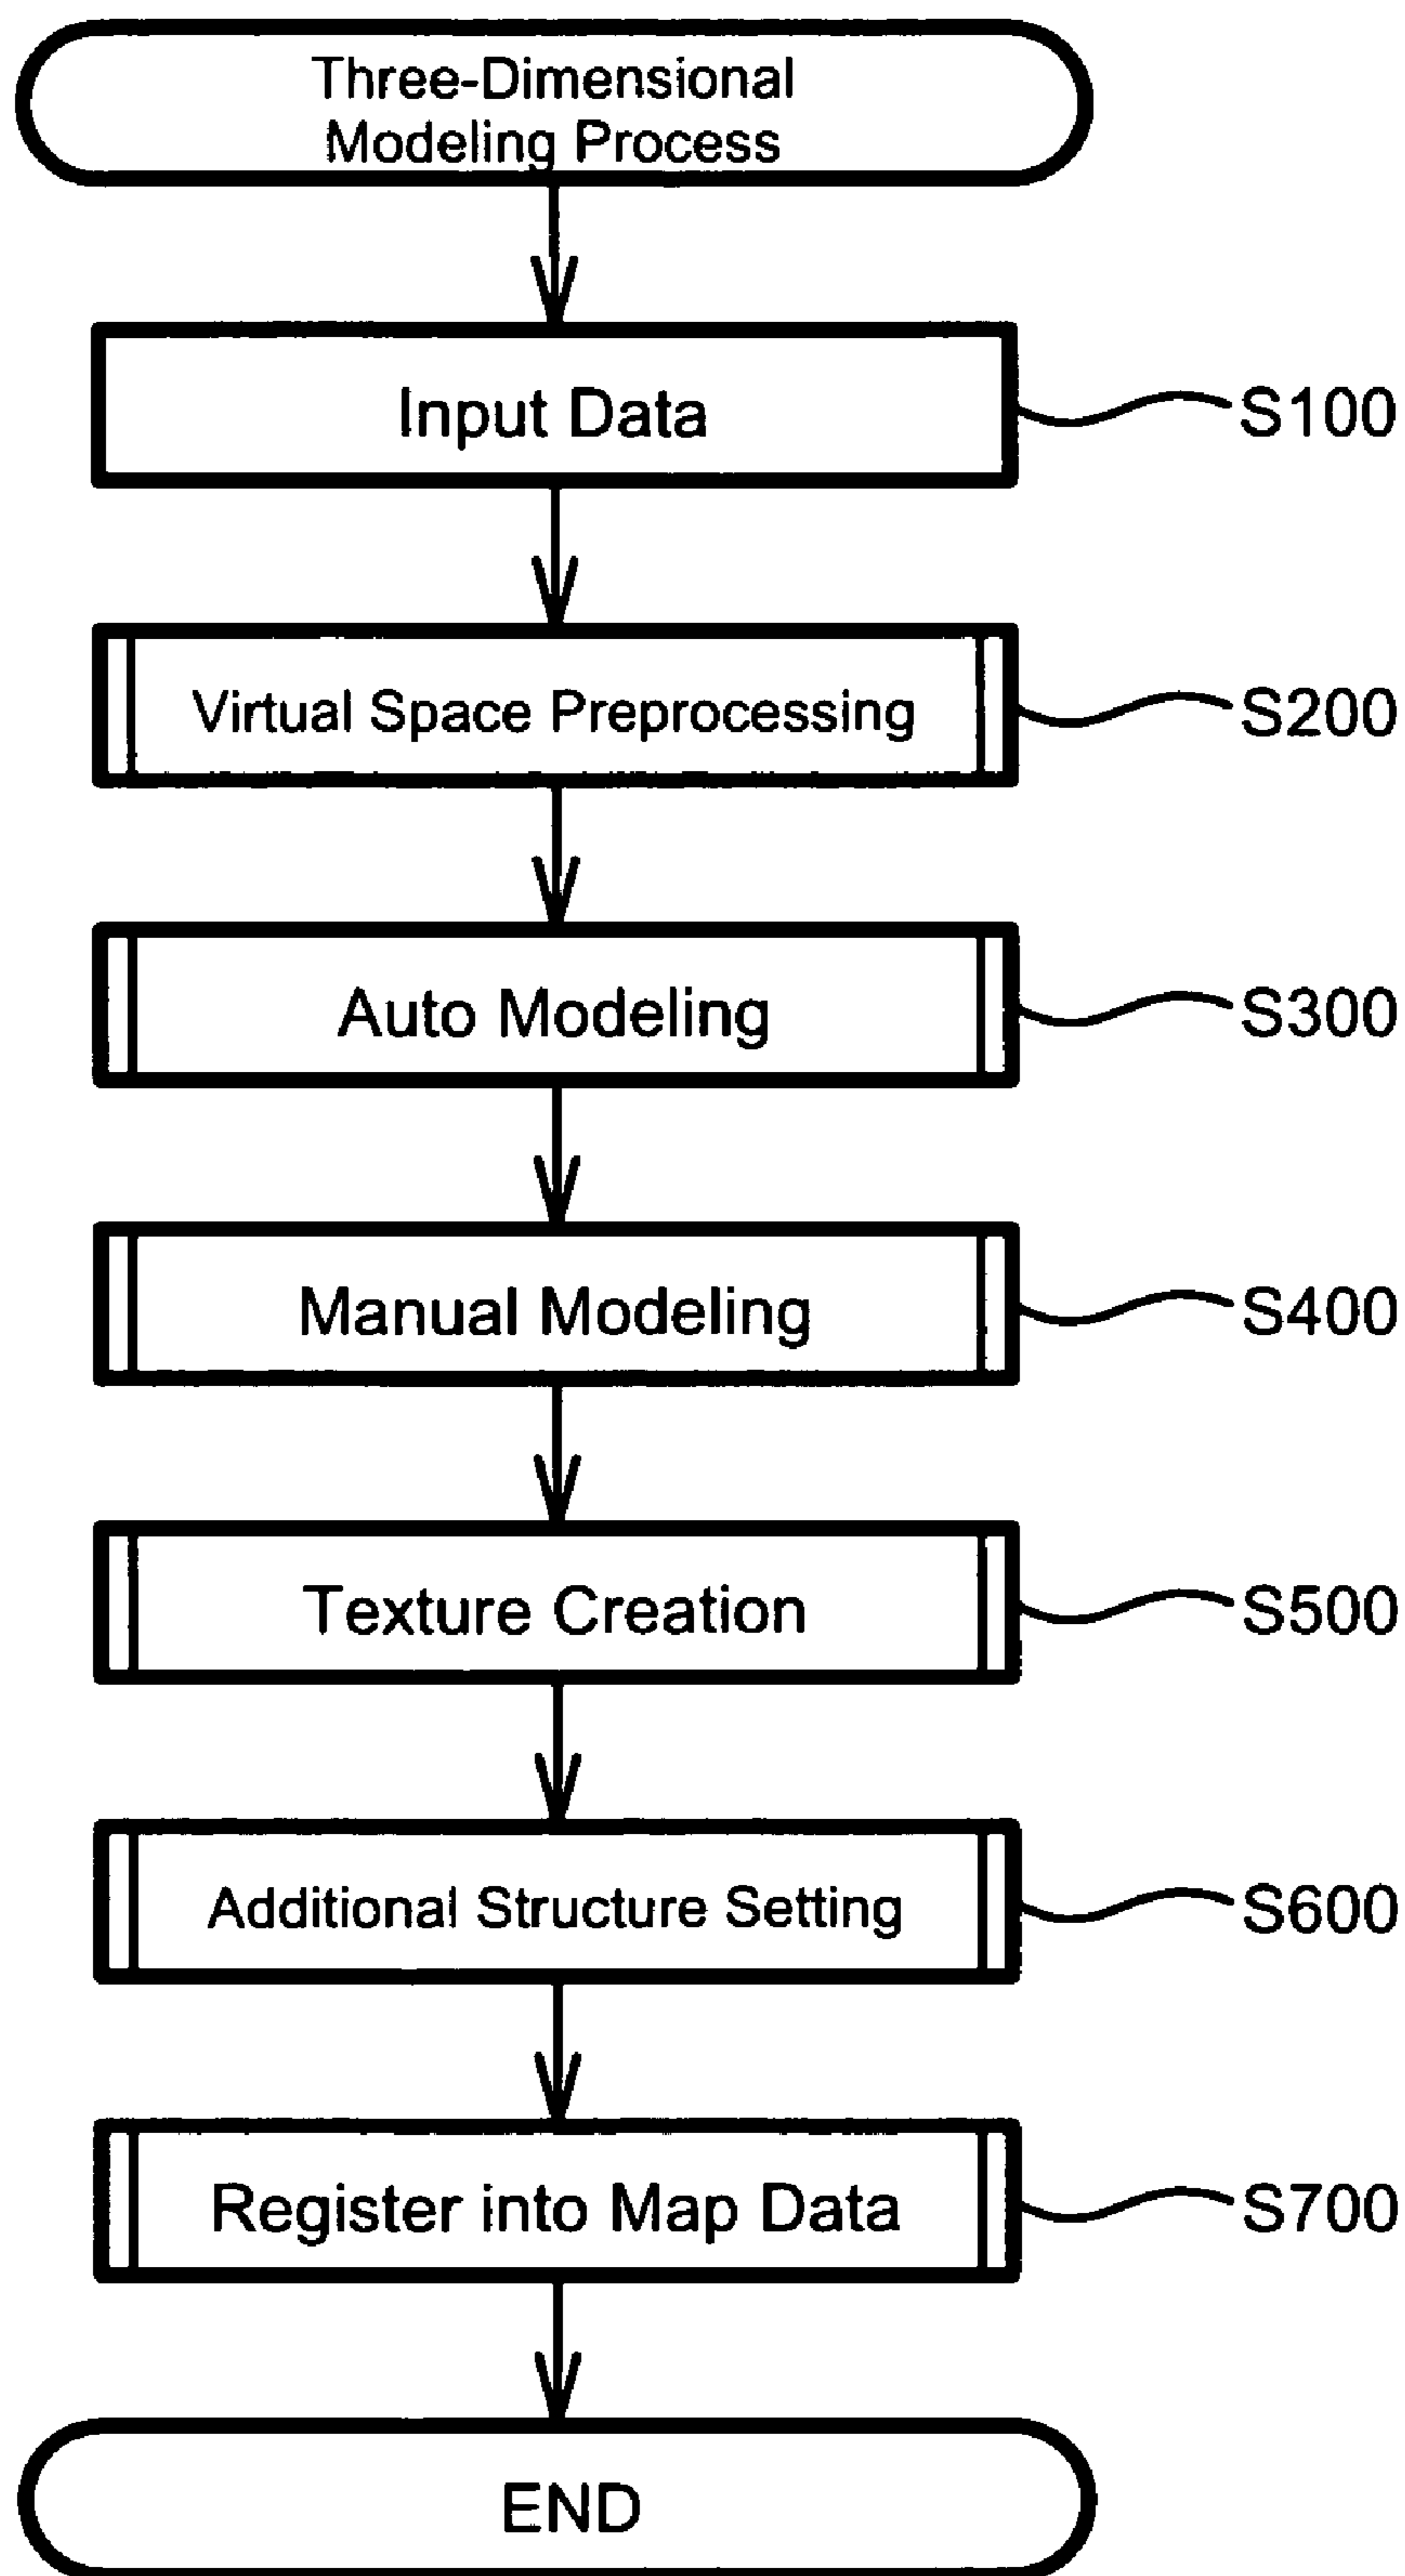 Three-Dimensional
Modeling Process
Input Data
S100
Virtual Space Preprocessing
S200
Auto Modeling
S300
Manual Modeling
S400
Texture Creation
S500
Additional Structure Setting
S600
Register into Map Data
S700
END